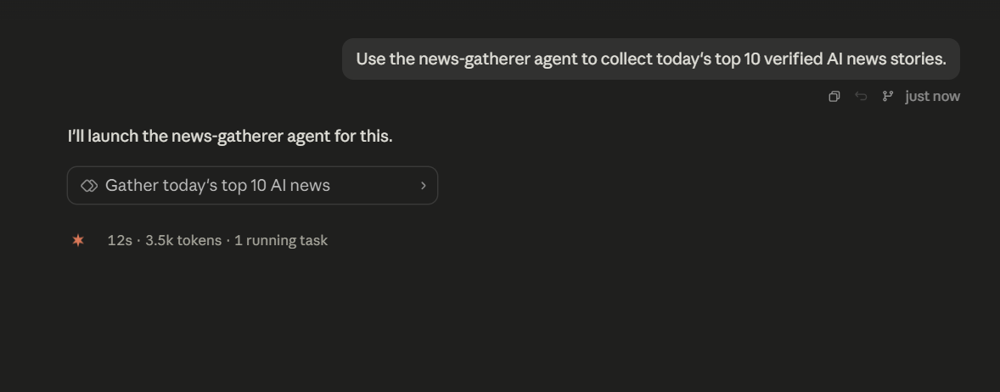 Use the news-gatherer agent to collect today's top 10 verified AI news stories.
just now
I'll launch the news-gatherer agent for this.
Gather today's top 10 AI news
12s · 3.5k tokens · 1 running task